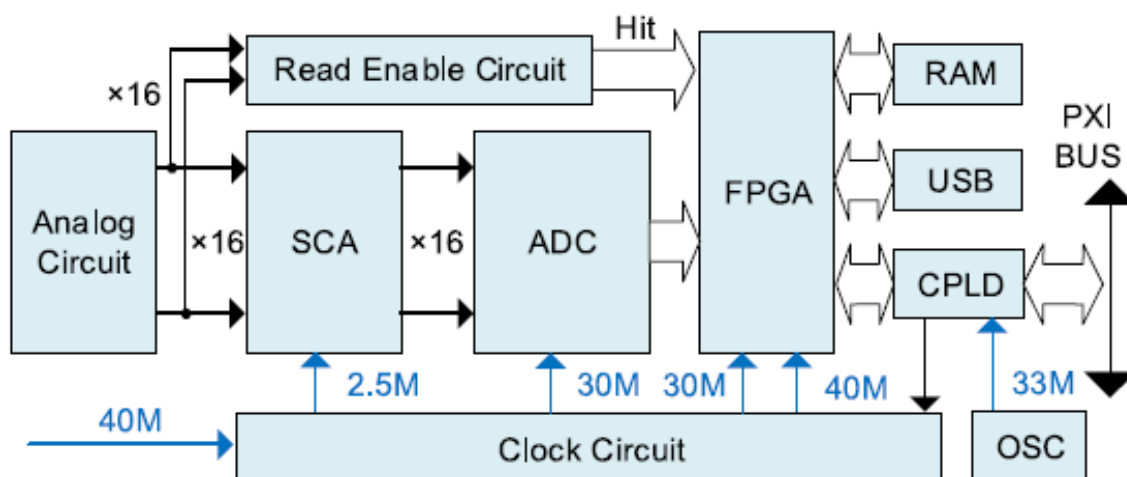 Hit
Read Enable Circuit
×16
RAM
PXI
BUS
USB
FPGA
Analog
Circuit
×16
SCA
×16
ADC
CPLD
2.5M
30M
30M
40M
33M
40M
Clock Circuit
OSC